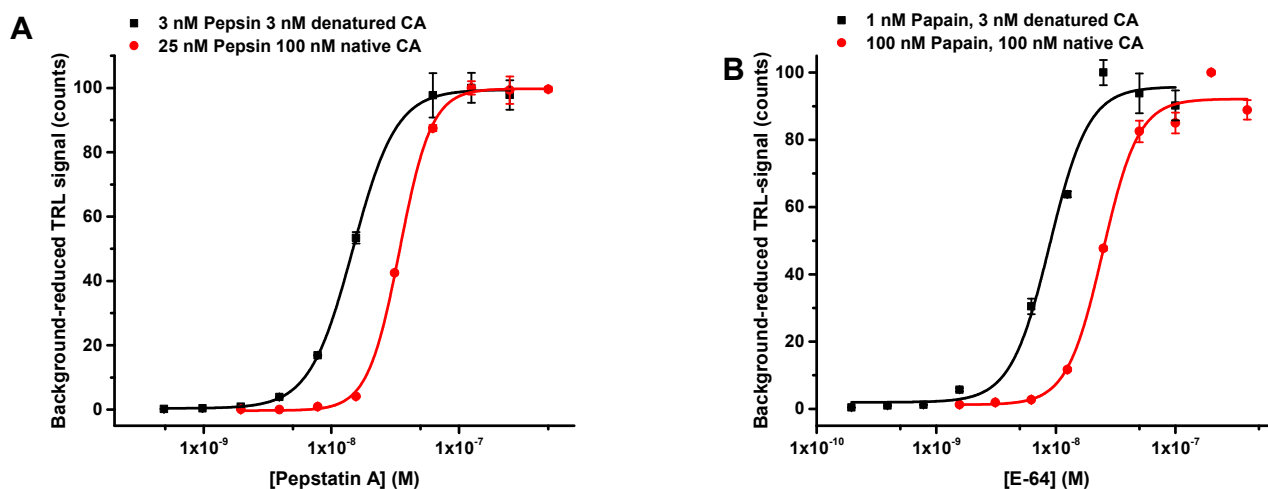 A
3 nM Pepsin 3 nM denatured CA
25 nM Pepsin 100 nM native CA
Background-reduced TRL signal (counts)
100
80
60
40
20
0
1x10⁻⁹
1x10⁻⁸
1x10⁻⁷
[Pepstatin A] (M)
B
1 nM Papain, 3 nM denatured CA
100 nM Papain, 100 nM native CA
Background-reduced TRL-signal (counts)
100
80
60
40
20
0
1x10⁻¹⁰
1x10⁻⁹
1x10⁻⁸
1x10⁻⁷
[E-64] (M)